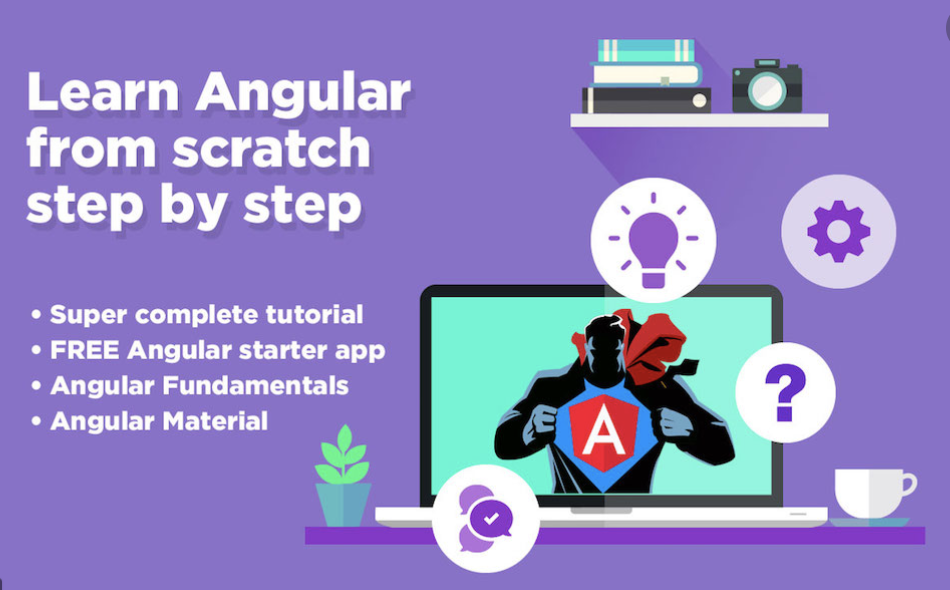 Learn Angular
from scratch
step by step
• Super complete tutorial
• FREE Angular starter app
• Angular Fundamentals
• Angular Material
A
?